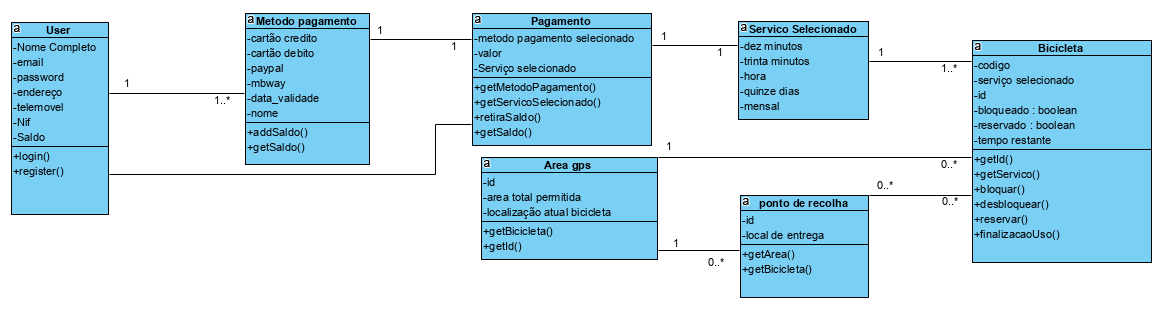 a
User
-Nome Completo
-email
-password
-endereço
-telemovel
-Nif
-Saldo
+login()
+register()
1
1..*
a
Metodo pagamento
-cartão credito
-cartão debito
-paypal
-mbway
-data_validade
-nome
+addSaldo()
+getSaldo()
1
1
a
Pagamento
-metodo pagamento selecionado
-valor
-Serviço selecionado
+getMetodoPagamento()
+getServicoSelecionado()
+retiraSaldo()
+getSaldo()
1
1
a
Servico Selecionado
-dez minutos
-trinta minutos
-hora
-quinze dias
-mensal
1
1..*
a
Bicicleta
-codigo
-serviço selecionado
-id
-bloqueado : boolean
-reservado : boolean
-tempo restante
+getId()
+getServico()
+bloquar()
+desbloquear()
+reservar()
+finalizacaoUso()
a
Area gps
-id
-area total permitida
-localização atual bicicleta
+getBicicleta()
+getId()
1
0..*
1
0..*
a
ponto de recolha
-id
-local de entrega
+getArea()
+getBicicleta()
0..*
0..*